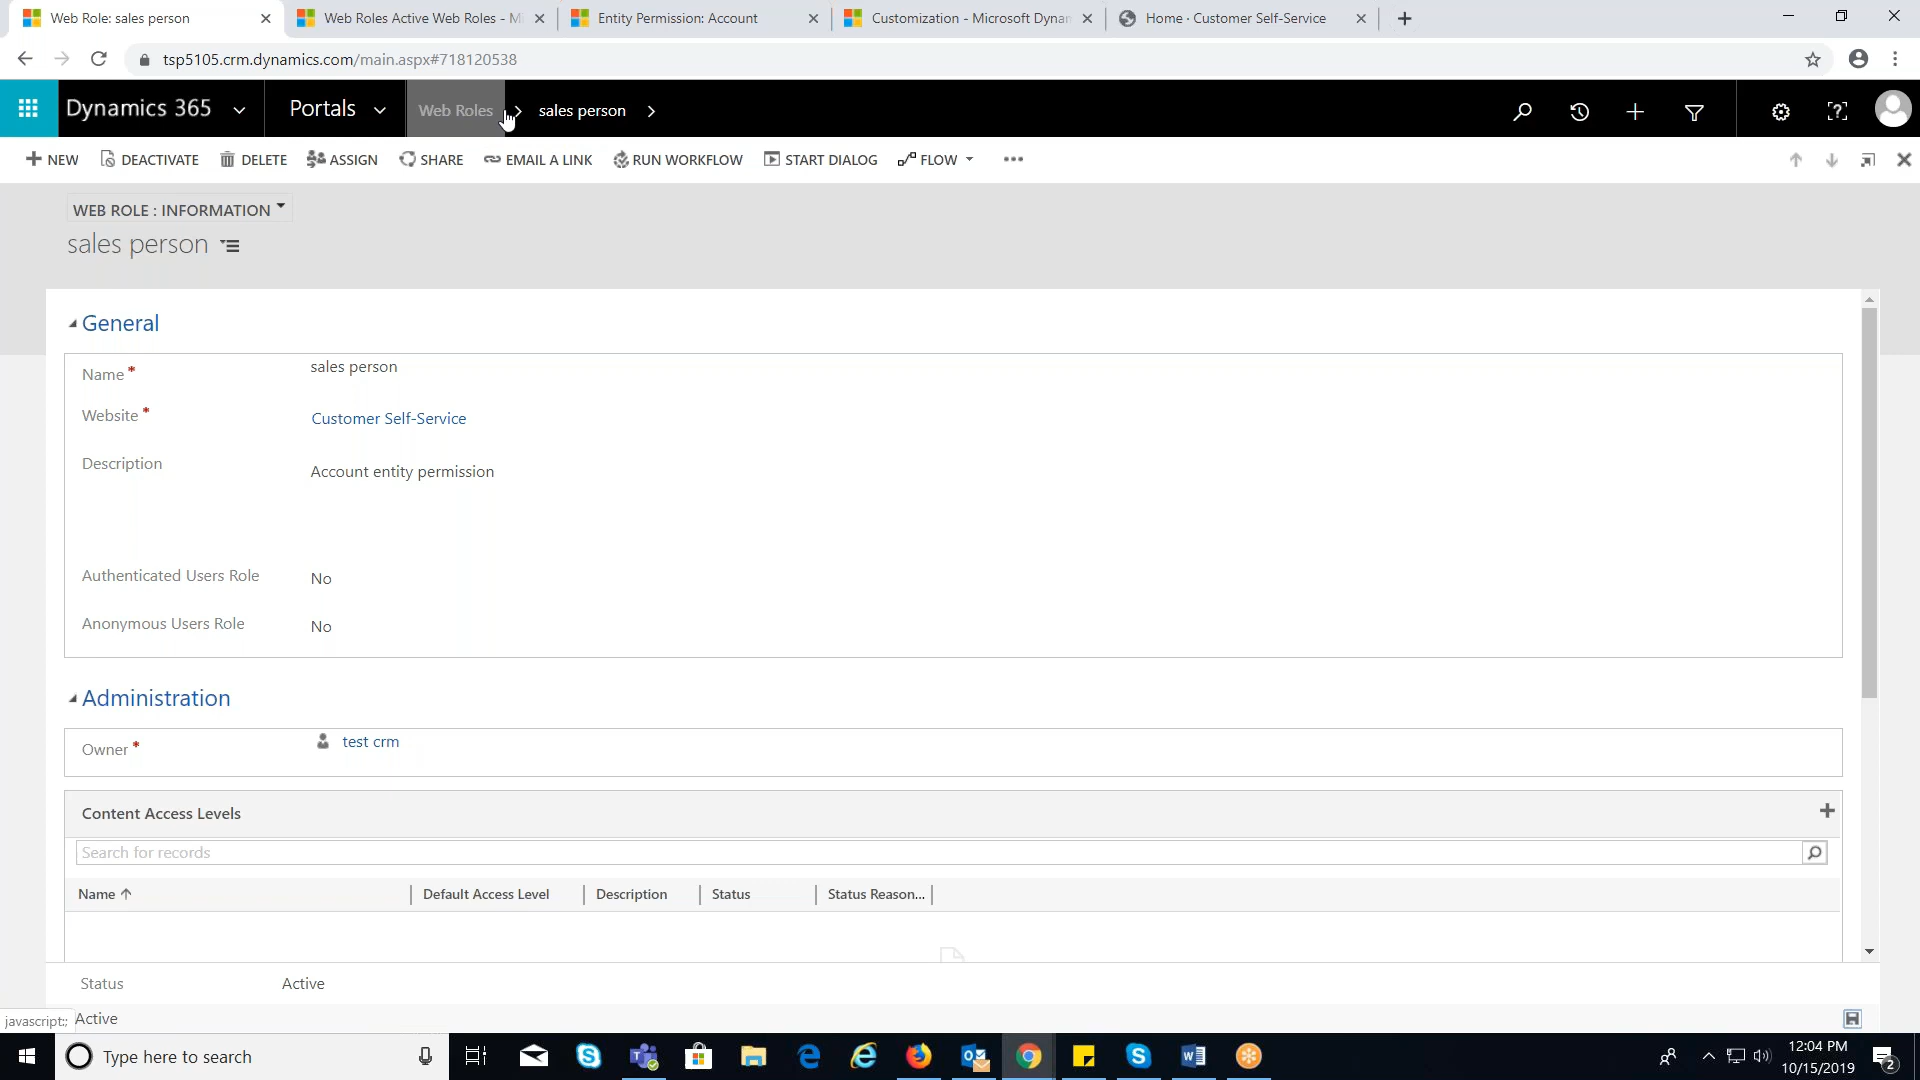 Web Role: sales person
Web Roles Active Web Roles - Mi
Entity Permission: Account
Customization - Microsoft Dynam
Home · Customer Self-Service
tsp5105.crm.dynamics.com/main.aspx#718120538
Dynamics 365
Portals
Web Roles
sales person
NEW
DEACTIVATE
DELETE
ASSIGN
SHARE
EMAIL A LINK
RUN WORKFLOW
START DIALOG
FLOW
WEB ROLE : INFORMATION
sales person
General
Name*
sales person
Website*
Customer Self-Service
Description
Account entity permission
Authenticated Users Role
No
Anonymous Users Role
No
Administration
Owner*
test crm
Content Access Levels
Search for records
Name
Default Access Level
Description
Status
Status Reason...
Status
Active
javascript:;
Active
Type here to search
12:04 PM
10/15/2019
2